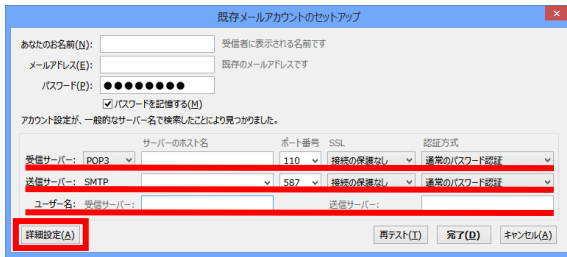 既存メールアカウントのセットアップ
あなたのお名前(N): 受信者に表示される名前です
メールアドレス(E): 既存のメールアドレスです
パスワード(P): ●●●●●●●●
パスワードを記憶する(M)
アカウント設定が、一般的なサーバー名で検索したことにより見つかりました。
サーバーのホスト名 ポート番号 SSL 認証方式
受信サーバー: POP3 110 接続の保護なし 通常のパスワード認証
送信サーバー: SMTP 587 接続の保護なし 通常のパスワード認証
ユーザー名: 受信サーバー: 送信サーバー:
詳細設定(A) 再テスト(T) 完了(D) キャンセル(A)